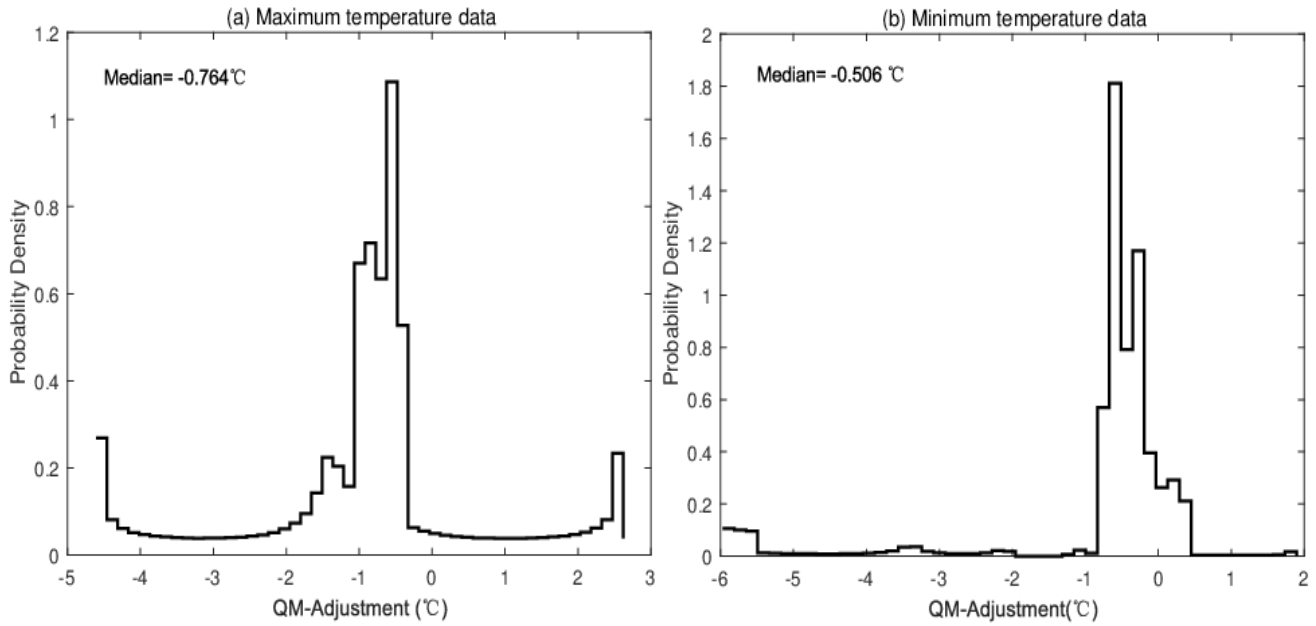 (a) Maximum temperature data
Median= -0.764℃
Probability Density
1.2
1
0.8
0.6
0.4
0.2
0
-5 -4 -3 -2 -1 0 1 2 3
QM-Adjustment (℃)
(b) Minimum temperature data
Median= -0.506 ℃
Probability Density
2
1.8
1.6
1.4
1.2
1
0.8
0.6
0.4
0.2
0
-6 -5 -4 -3 -2 -1 0 1 2
QM-Adjustment(℃)